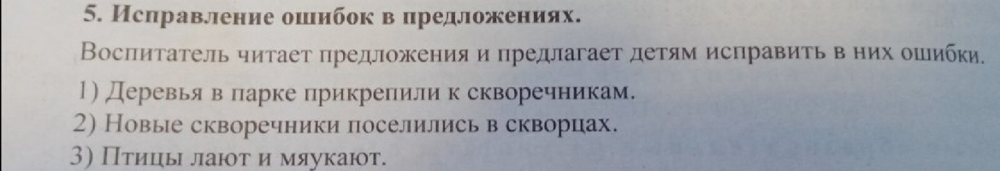 5. Исправление ошибок в предложениях.
Воспитатель читает предложения и предлагает детям исправить в них ошибки.
1) Деревья в парке прикрепили к скворечникам.
2) Новые скворечники поселились в скворцах.
3) Птицы лают и мяукают.